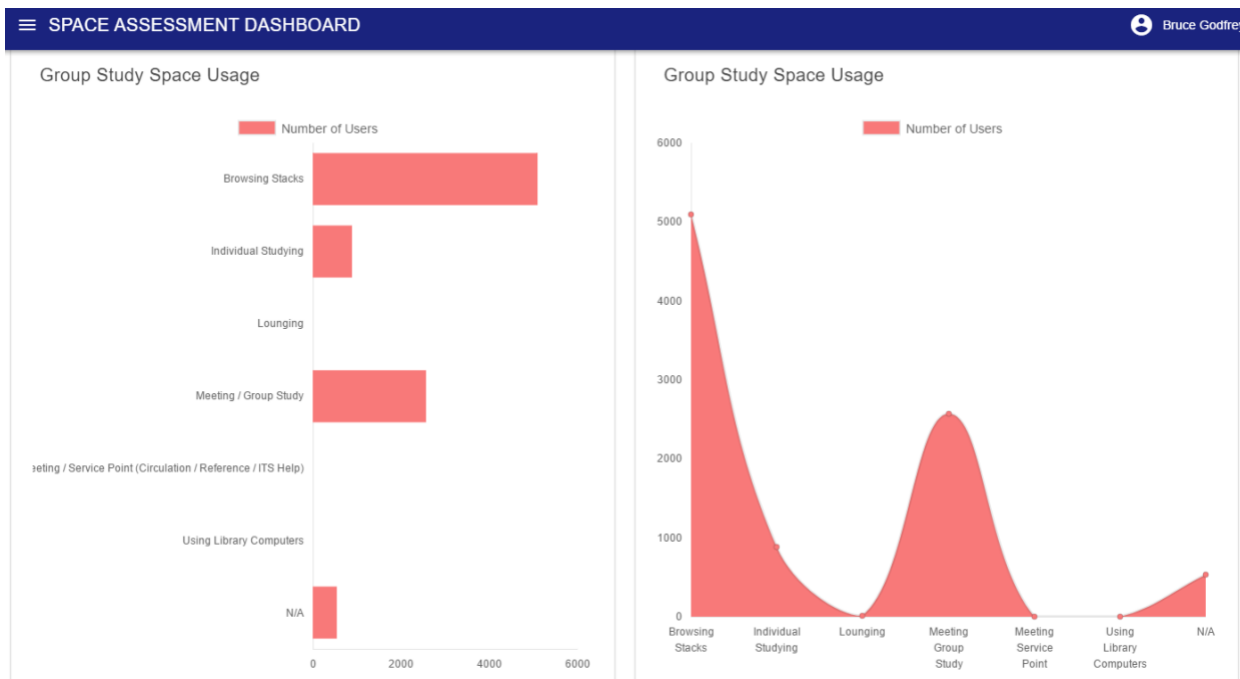 SPACE ASSESSMENT DASHBOARD
Bruce Godfrey
Group Study Space Usage
Number of Users
Browsing Stacks
Individual Studying
Lounging
Meeting / Group Study
eeting / Service Point (Circulation / Reference / ITS Help)
Using Library Computers
N/A
0 2000 4000 6000
Group Study Space Usage
Number of Users
6000
5000
4000
3000
2000
1000
0
Browsing Individual Lounging Meeting Meeting Using N/A
Stacks Studying Group Service Library
Study Point Computers